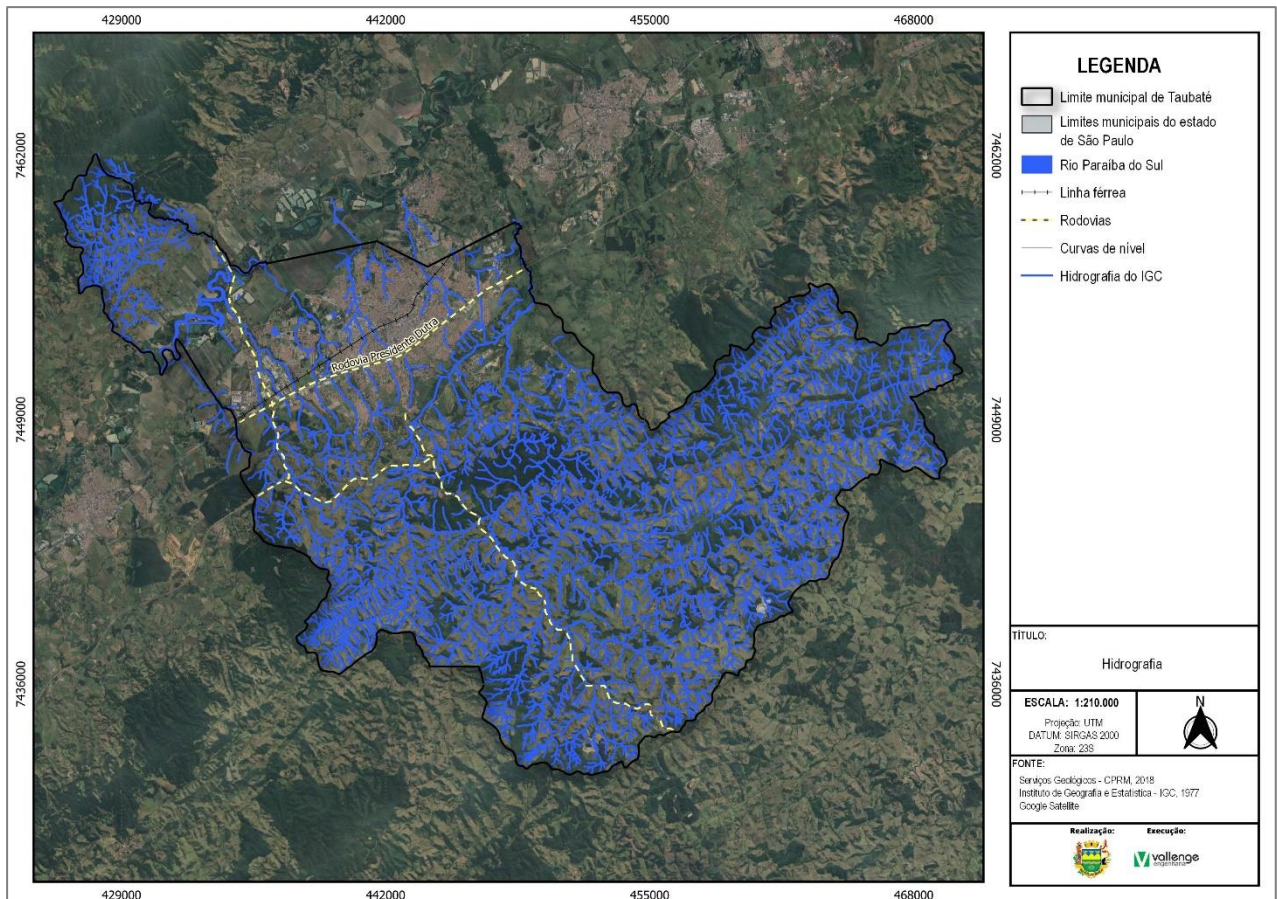 429000
442000
455000
468000
7462000
7449000
7436000
Rodovia Presidente Dutra
7462000
7449000
7436000
429000
442000
455000
468000
LEGENDA
Limite municipal de Taubaté
Limites municipais do estado
de São Paulo
Rio Paraíba do Sul
Linha férrea
Rodovias
Curvas de nível
Hidrografia do IGC
TÍTULO:
Hidrografia
ESCALA: 1:210.000
Projeção: UTM
DATUM: SIRGAS 2000
Zona: 23S
N
FONTE:
Serviços Geológicos - CPRM, 2018
Instituto de Geografia e Estatística - IGC, 1977
Google Satellite
Realização:
Execução:
vallenge
engenharia